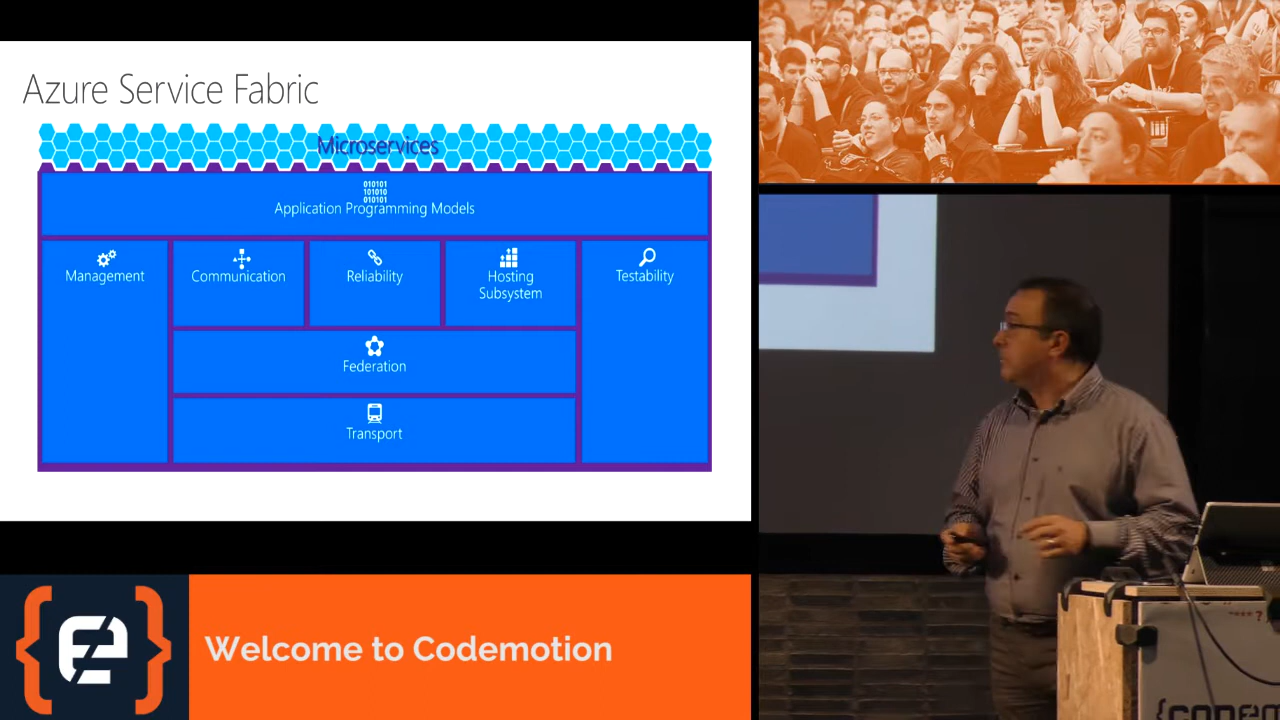 Azure Service Fabric
Microservices
010101
101010
010101
Application Programming Models
Management
Communication
Reliability
Hosting
Subsystem
Testability
Federation
Transport
Welcome to Codemotion